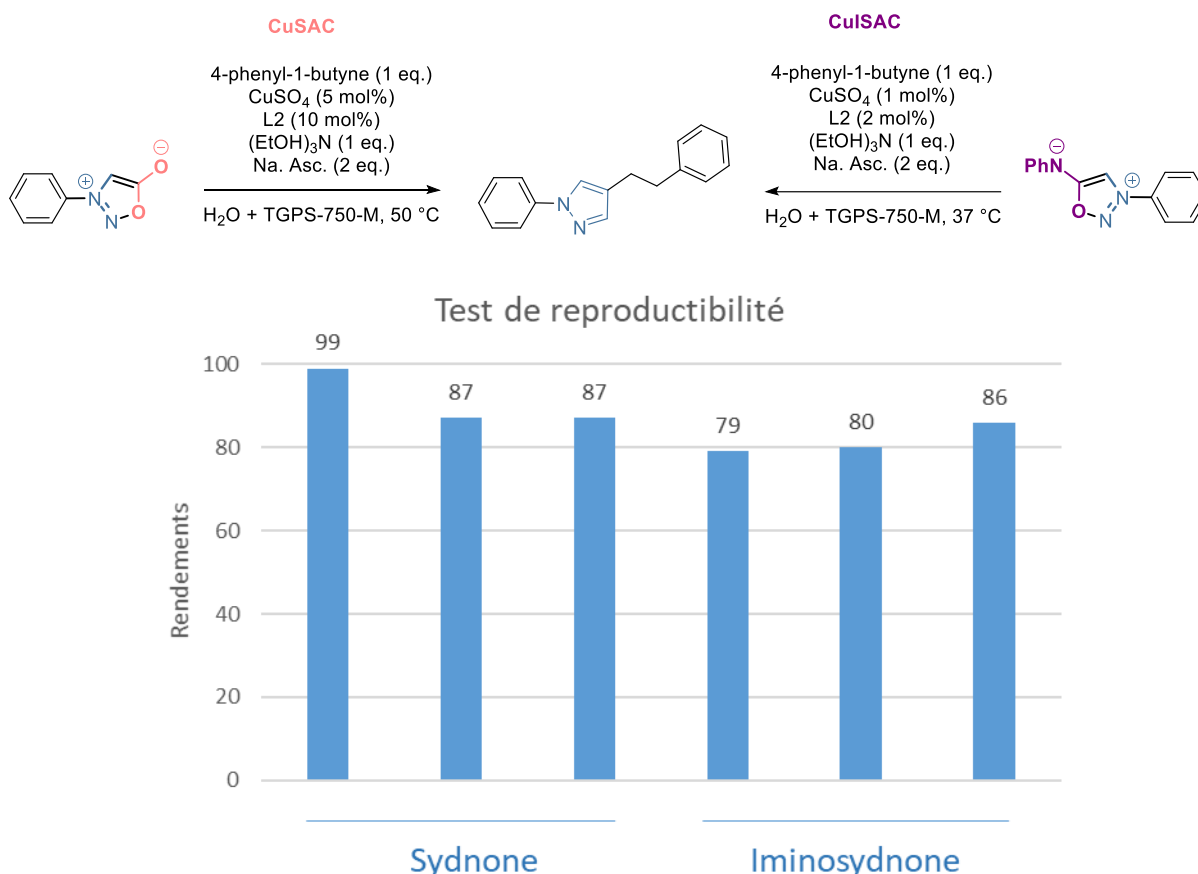 CuSAC
4-phenyl-1-butyne (1 eq.)
CuSO4 (5 mol%)
L2 (10 mol%)
(EtOH)3N (1 eq.)
Na. Asc. (2 eq.)
H2O + TGPS-750-M, 50 °C
⊖
O
⊕
N
N
O
N
N
CuISAC
4-phenyl-1-butyne (1 eq.)
CuSO4 (1 mol%)
L2 (2 mol%)
(EtOH)3N (1 eq.)
Na. Asc. (2 eq.)
H2O + TGPS-750-M, 37 °C
⊖
PhN
⊕
O
N
N
Test de reproductibilité
Rendements
100
80
60
40
20
0
99
87
87
79
80
86
Sydnone
Iminosydnone